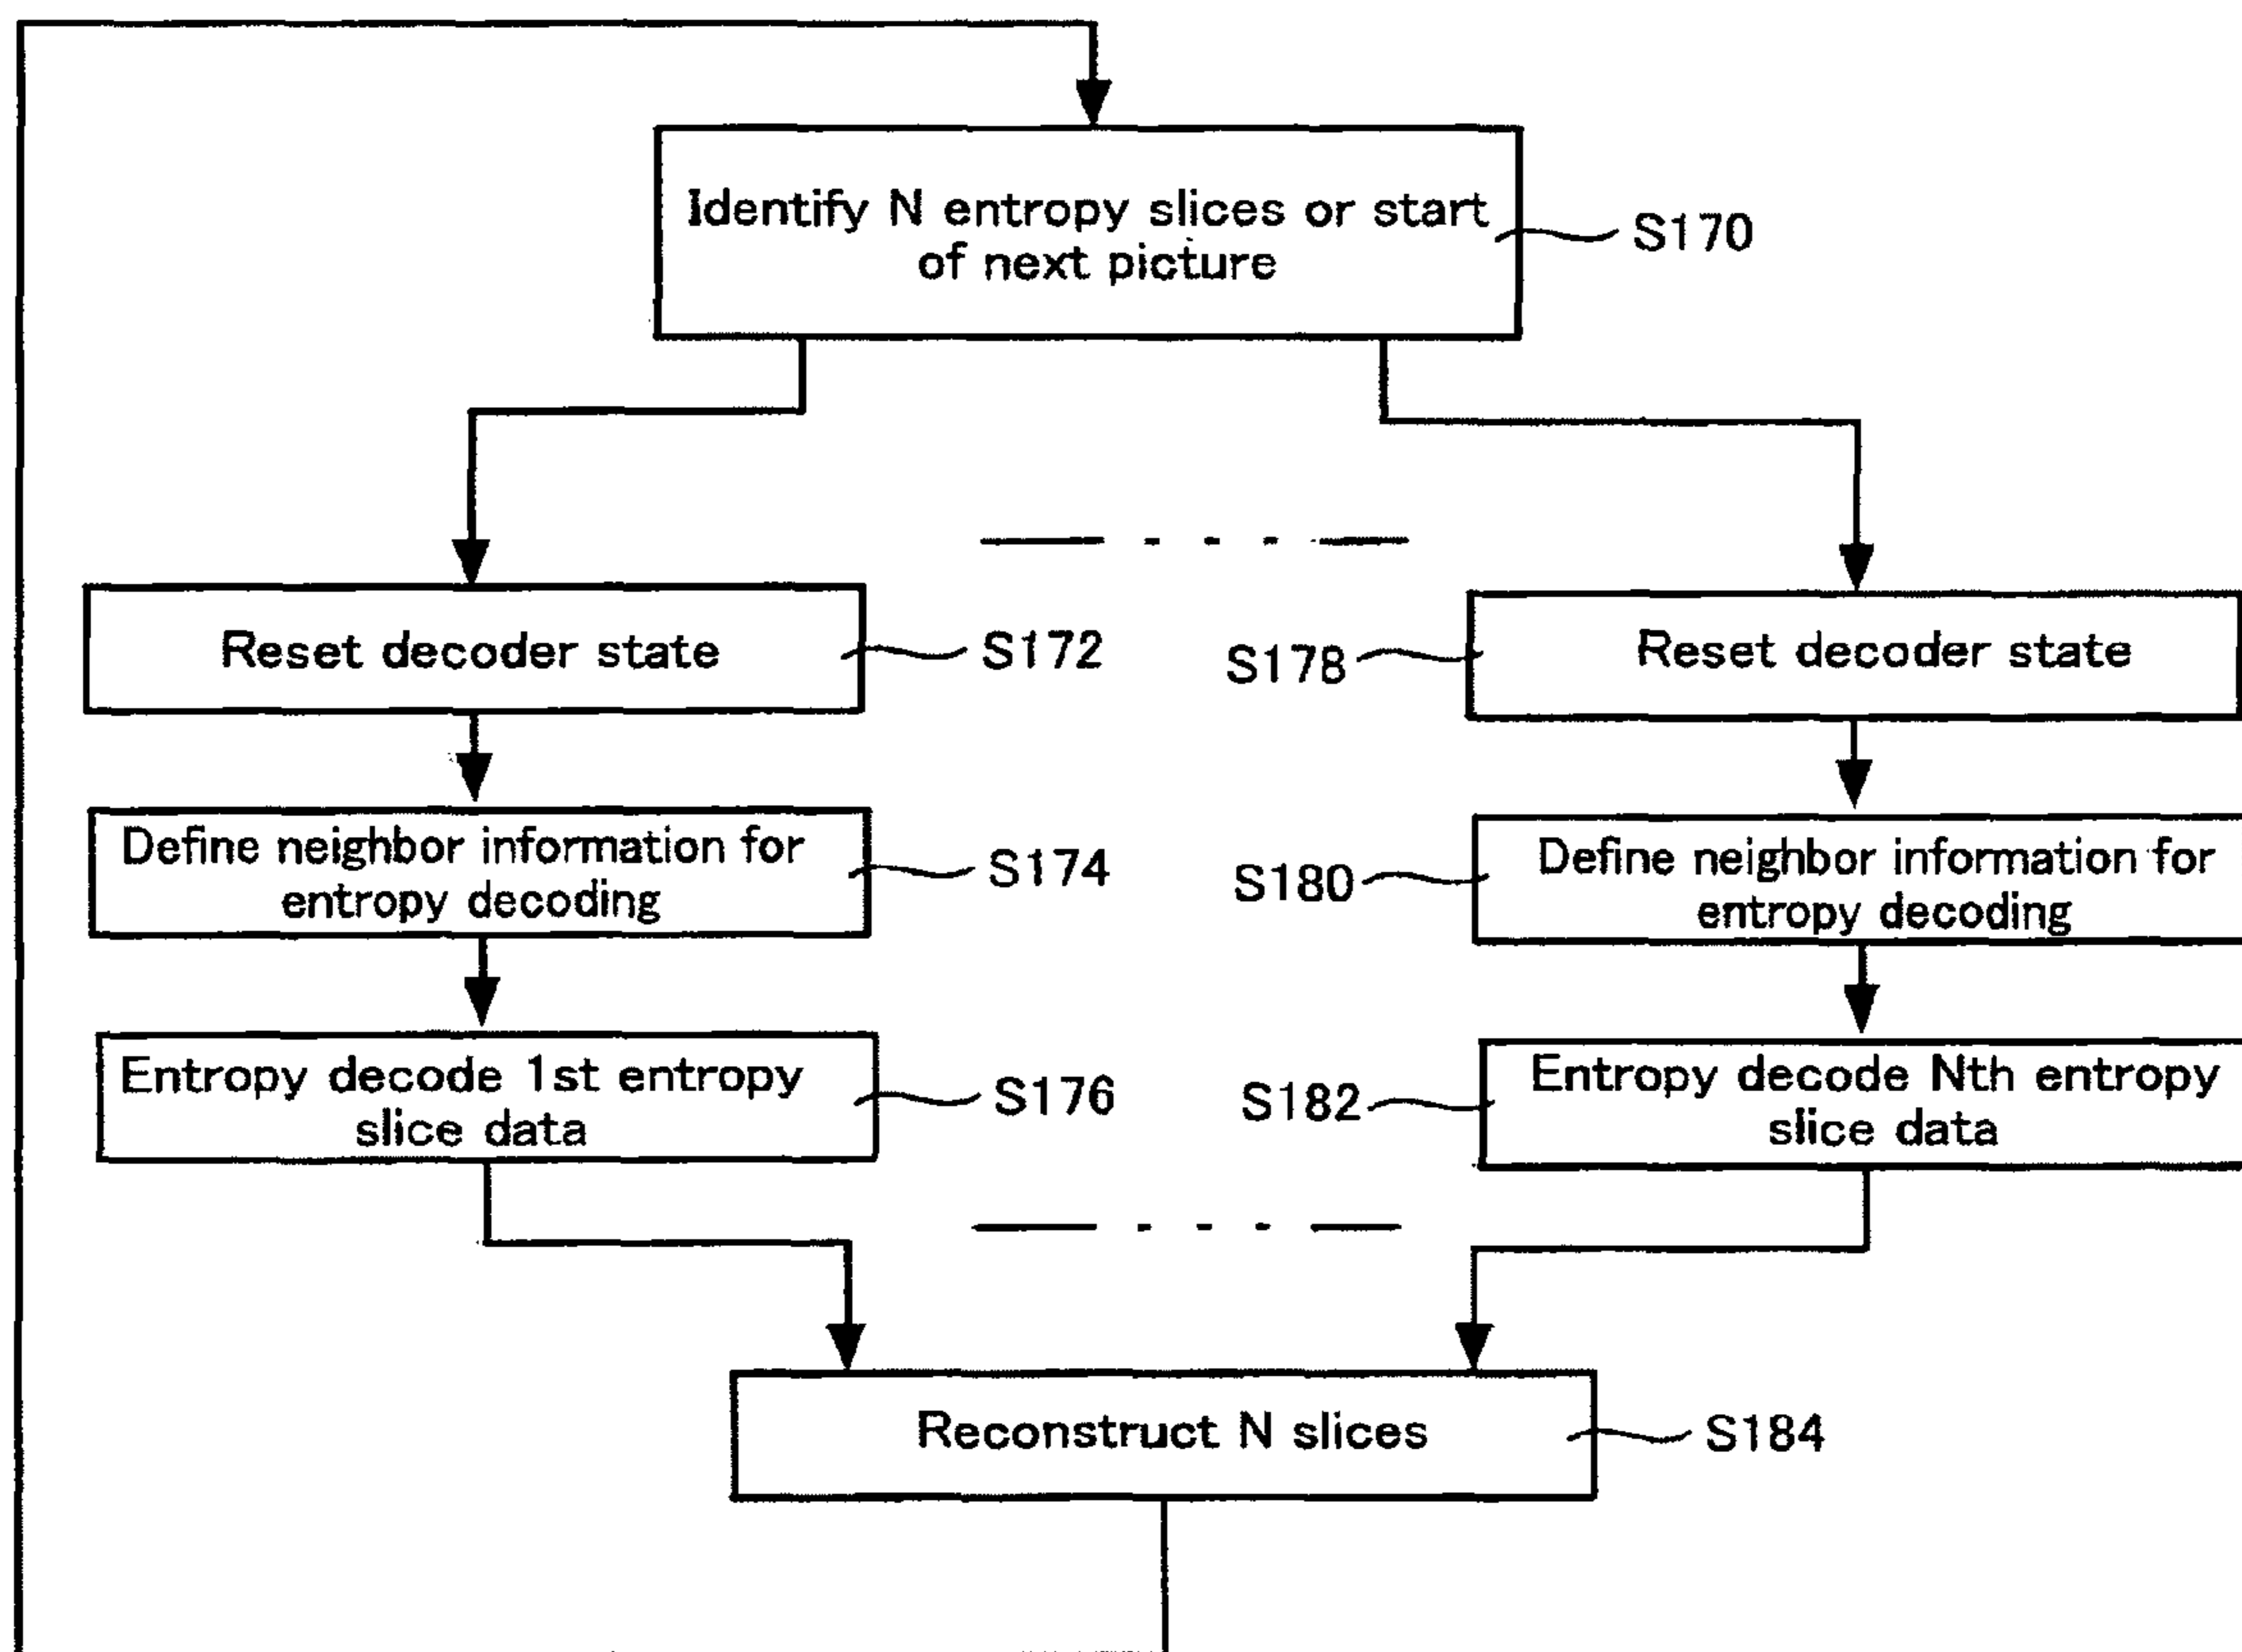 Identify N entropy slices or start
of next picture
S170
Reset decoder state
S172
S178
Reset decoder state
Define neighbor information for
entropy decoding
S174
S180
Define neighbor information for
entropy decoding
Entropy decode 1st entropy
slice data
S176
S182
Entropy decode Nth entropy
slice data
Reconstruct N slices
S184